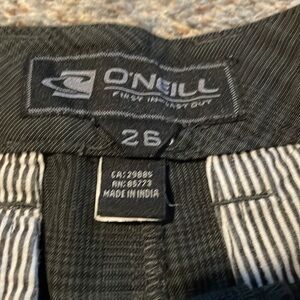 O'NEILL
FIRST IN LAST OUT
26
CA: 29885
RN: 85773
MADE IN INDIA